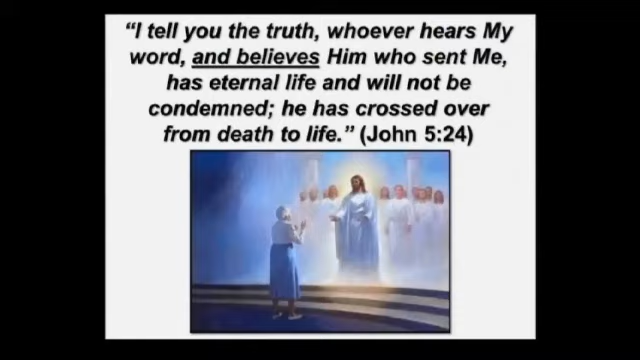 “I tell you the truth, whoever hears My
word, and believes Him who sent Me,
has eternal life and will not be
condemned; he has crossed over
from death to life.” (John 5:24)